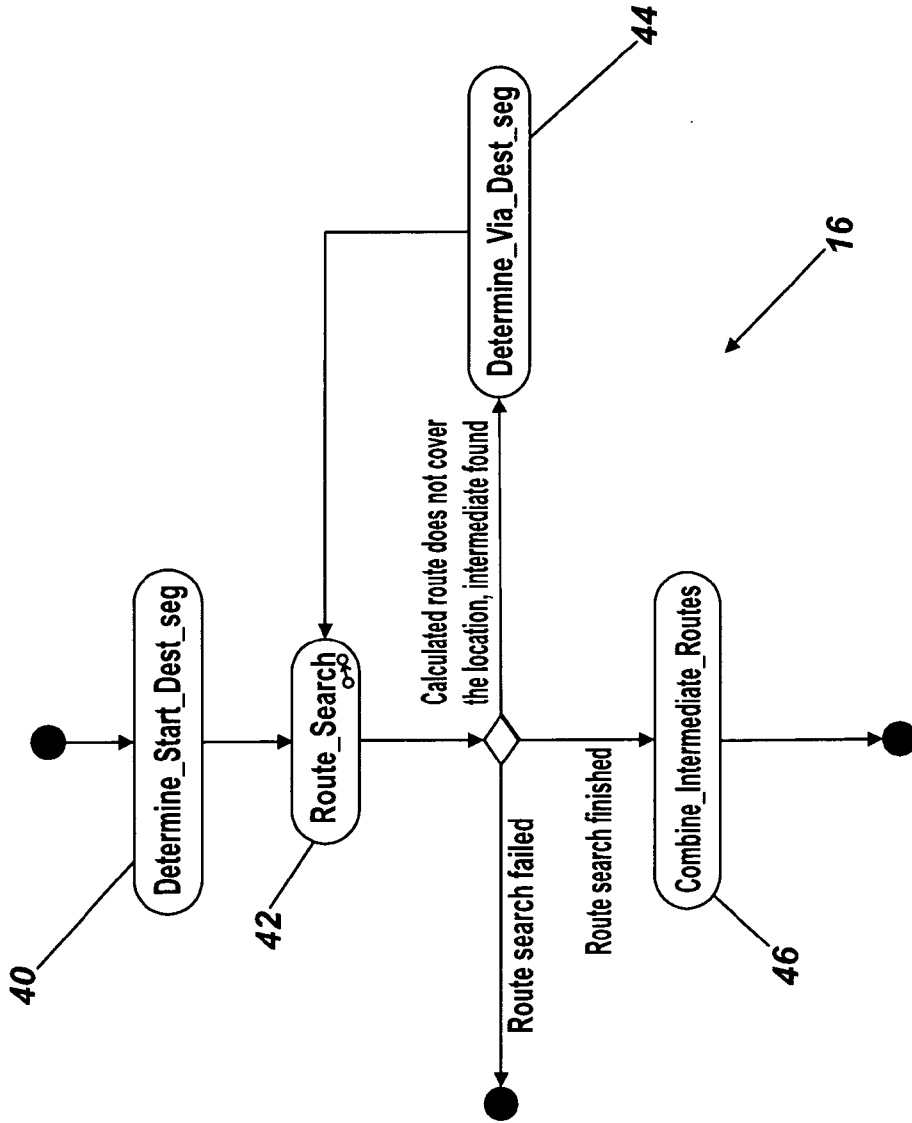 40
Determine_Start_Dest_seg
42
Route_Search
Calculated route does not cover
the location, intermediate found
Determine_Via_Dest_seg
44
Route search failed
Route search finished
Combine_Intermediate_Routes
46
16